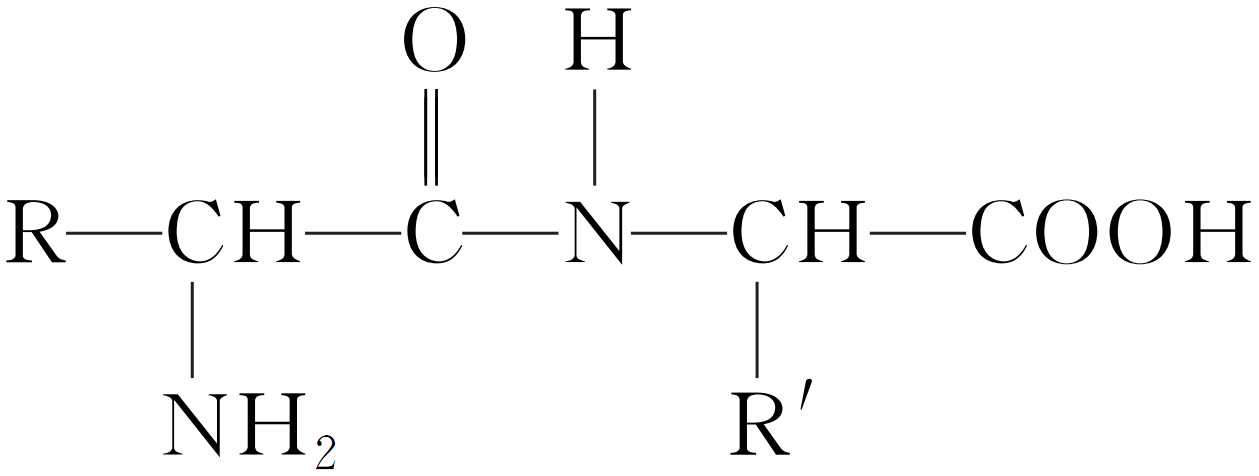 O H
R—CH—C—N—CH—COOH
NH₂ R′